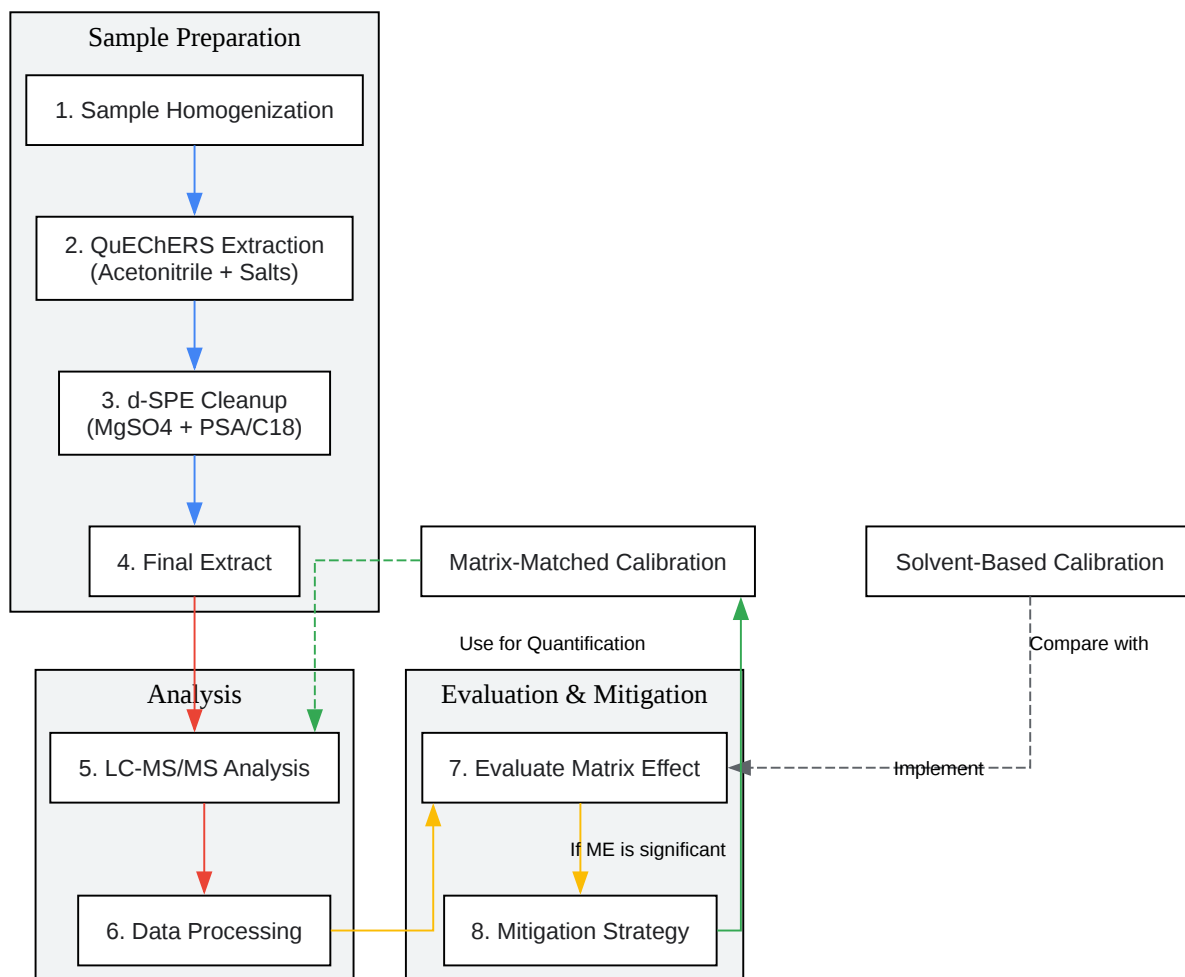 Sample Preparation
1. Sample Homogenization
2. QuEChERS Extraction
(Acetonitrile + Salts)
3. d-SPE Cleanup
(MgSO4 + PSA/C18)
4. Final Extract
Matrix-Matched Calibration
Solvent-Based Calibration
Use for Quantification
Compare with
Analysis
Evaluation & Mitigation
5. LC-MS/MS Analysis
7. Evaluate Matrix Effect
Implement
If ME is significant
6. Data Processing
8. Mitigation Strategy